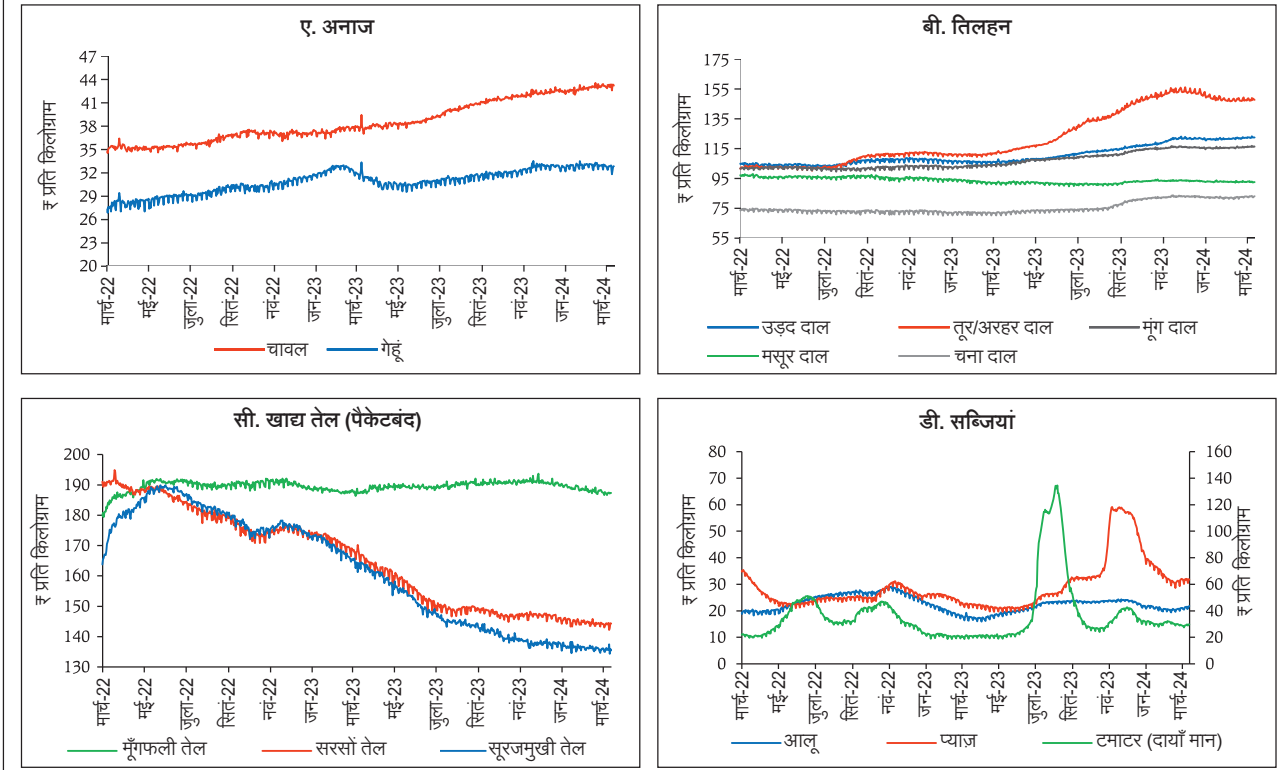 ए. अनाज
₹ प्रति किलोग्राम
47
44
41
38
35
32
29
26
23
20
मार्च-22
मई-22
जुला-22
सितं-22
नवं-22
जन-23
मार्च-23
मई-23
जुला-23
सितं-23
नवं-23
जन-24
मार्च-24
चावल गेहूं
बी. तिलहन
₹ प्रति किलोग्राम
175
155
135
115
95
75
55
मार्च-22
मई-22
जुला-22
सितं-22
नवं-22
जन-23
मार्च-23
मई-23
जुला-23
सितं-23
नवं-23
जन-24
मार्च-24
उड़द दाल तूर/अरहर दाल मूंग दाल
मसूर दाल चना दाल
सी. खाद्य तेल (पैकेटबंद)
₹ प्रति किलोग्राम
200
190
180
170
160
150
140
130
मार्च-22
मई-22
जुला-22
सितं-22
नवं-22
जन-23
मार्च-23
मई-23
जुला-23
सितं-23
नवं-23
जन-24
मार्च-24
मूँगफली तेल सरसों तेल सूरजमुखी तेल
डी. सब्जियां
₹ प्रति किलोग्राम
80
70
60
50
40
30
20
10
0
160
140
120
100
80
60
40
20
0
₹ प्रति किलोग्राम
मार्च-22
मई-22
जुला-22
सितं-22
नवं-22
जन-23
मार्च-23
मई-23
जुला-23
सितं-23
नवं-23
जन-24
मार्च-24
आलू प्याज़ टमाटर (दायाँ मान)